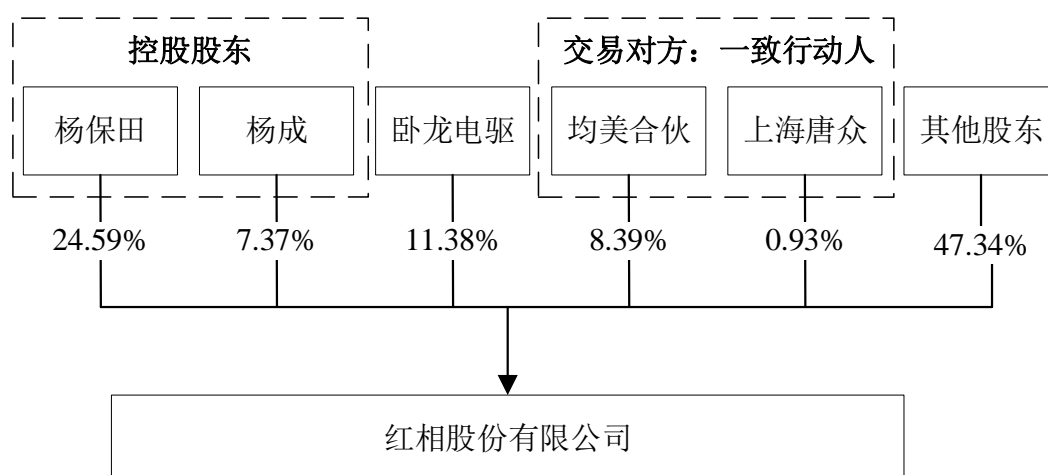 控股股东
交易对方：一致行动人
杨保田
杨成
卧龙电驱
均美合伙
上海唐众
其他股东
24.59%
7.37%
11.38%
8.39%
0.93%
47.34%
红相股份有限公司